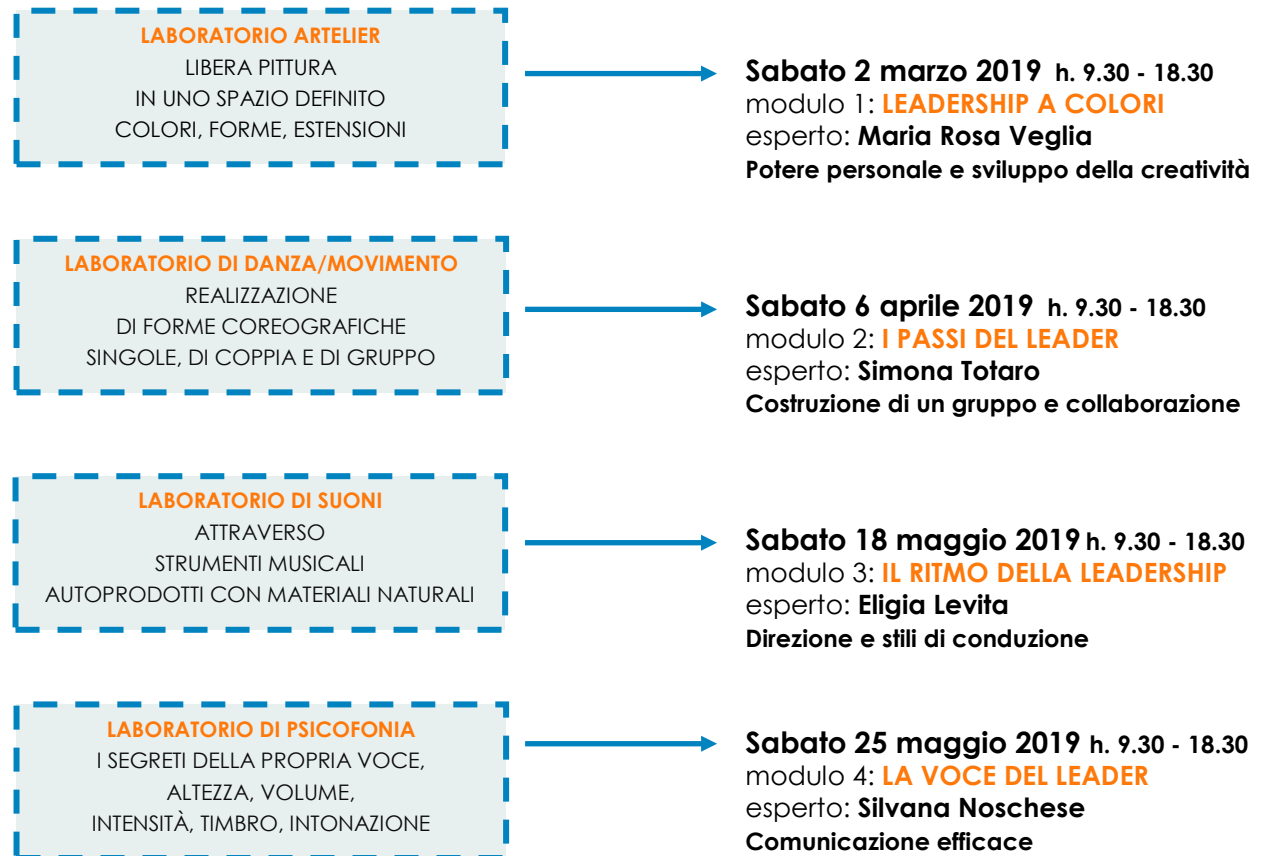 LABORATORIO ARTELIER
LIBERA PITTURA
IN UNO SPAZIO DEFINITO
COLORI, FORME, ESTENSIONI
Sabato 2 marzo 2019 h. 9.30 - 18.30
modulo 1: LEADERSHIP A COLORI
esperto: Maria Rosa Veglia
Potere personale e sviluppo della creatività
LABORATORIO DI DANZA/MOVIMENTO
REALIZZAZIONE
DI FORME COREOGRAFICHE
SINGOLE, DI COPPIA E DI GRUPPO
Sabato 6 aprile 2019 h. 9.30 - 18.30
modulo 2: I PASSI DEL LEADER
esperto: Simona Totaro
Costruzione di un gruppo e collaborazione
LABORATORIO DI SUONI
ATTRAVERSO
STRUMENTI MUSICALI
AUTOPRODOTTI CON MATERIALI NATURALI
Sabato 18 maggio 2019 h. 9.30 - 18.30
modulo 3: IL RITMO DELLA LEADERSHIP
esperto: Eligia Levita
Direzione e stili di conduzione
LABORATORIO DI PSICOFONIA
I SEGRETI DELLA PROPRIA VOCE,
ALTEZZA, VOLUME,
INTENSITÀ, TIMBRO, INTONAZIONE
Sabato 25 maggio 2019 h. 9.30 - 18.30
modulo 4: LA VOCE DEL LEADER
esperto: Silvana Noschese
Comunicazione efficace